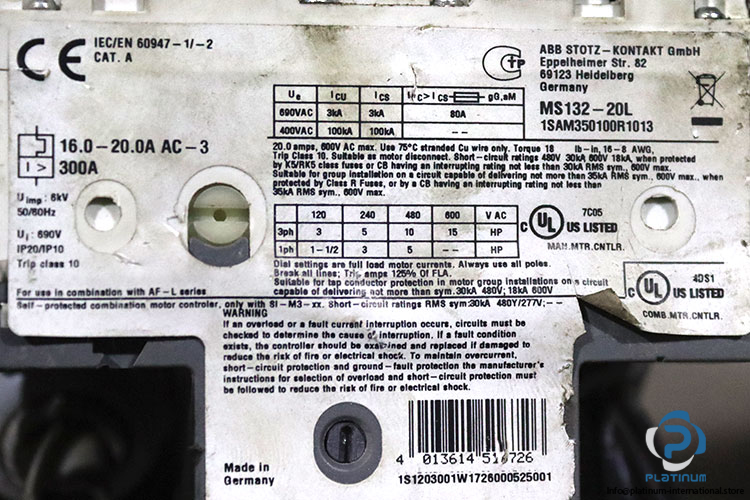 CE
IEC/EN 60947-1/-2
CAT. A
ABB STOTZ-KONTAKT GmbH
Eppelheimer Str. 82
69123 Heidelberg
Germany
MS132-20L
1SAM350100R1013
Ue ICU ICS IPC>ICS gG,aM
690VAC 3kA 3kA 80A
400VAC 100kA 100kA --
16.0-20.0A AC-3
I> 300A
Uimp: 6kV
50/60Hz
Ui: 690V
IP20/IP10
Trip class 10
20.0 amps, 600V AC max. Use 75°C stranded Cu wire only. Torque 18 lb-in, 16-8 AWG,
Trip Class 10. Suitable as motor disconnect. Short-circuit ratings 480V 30kA 600V 18kA, when protected
by K5/RK5 class fuses or CB having an interrupting rating not less than 30kA RMS sym., 600V max.
Suitable for group installation on a circuit capable of delivering not more than 35kA RMS sym., 600V max., when
protected by Class R Fuses, or by a CB having an interrupting rating not less than
35kA RMS sym., 600V max.
120 240 480 600 V AC
3ph 3 5 10 15 HP
1ph 1-1/2 3 5 -- HP
C UL US LISTED
7C05
MAN.MTR.CNTLR.
Dial settings are full load motor currents. Always use all poles.
Break all lines; Trip amps 125% Of FLA.
Suitable for tap conductor protection in motor group installations on a circuit
capable of delivering not more than sym.30kA 480V; 18kA 600V
C UL US LISTED
4DS1
COMB.MTR.CNTLR.
For use in combination with AF-L series
Self-protected combination motor controler, only with SI-M3-xx. Short-circuit ratings RMS sym:30kA 480Y/277V; --
WARNING
If an overload or a fault current interruption occurs, circuits must be
checked to determine the cause of interruption. If a fault condition
exists, the controller should be examined and replaced if damaged to
reduce the risk of fire or electrical shock. To maintain overcurrent,
short-circuit protection and ground-fault protection the manufacturer's
instructions for selection of overload and short-circuit protection must
be followed to reduce the risk of fire or electrical shock.
Made in
Germany
4 013614 516726
1S1203001W1726000525001
PLATINUM
https://platinum-international.store